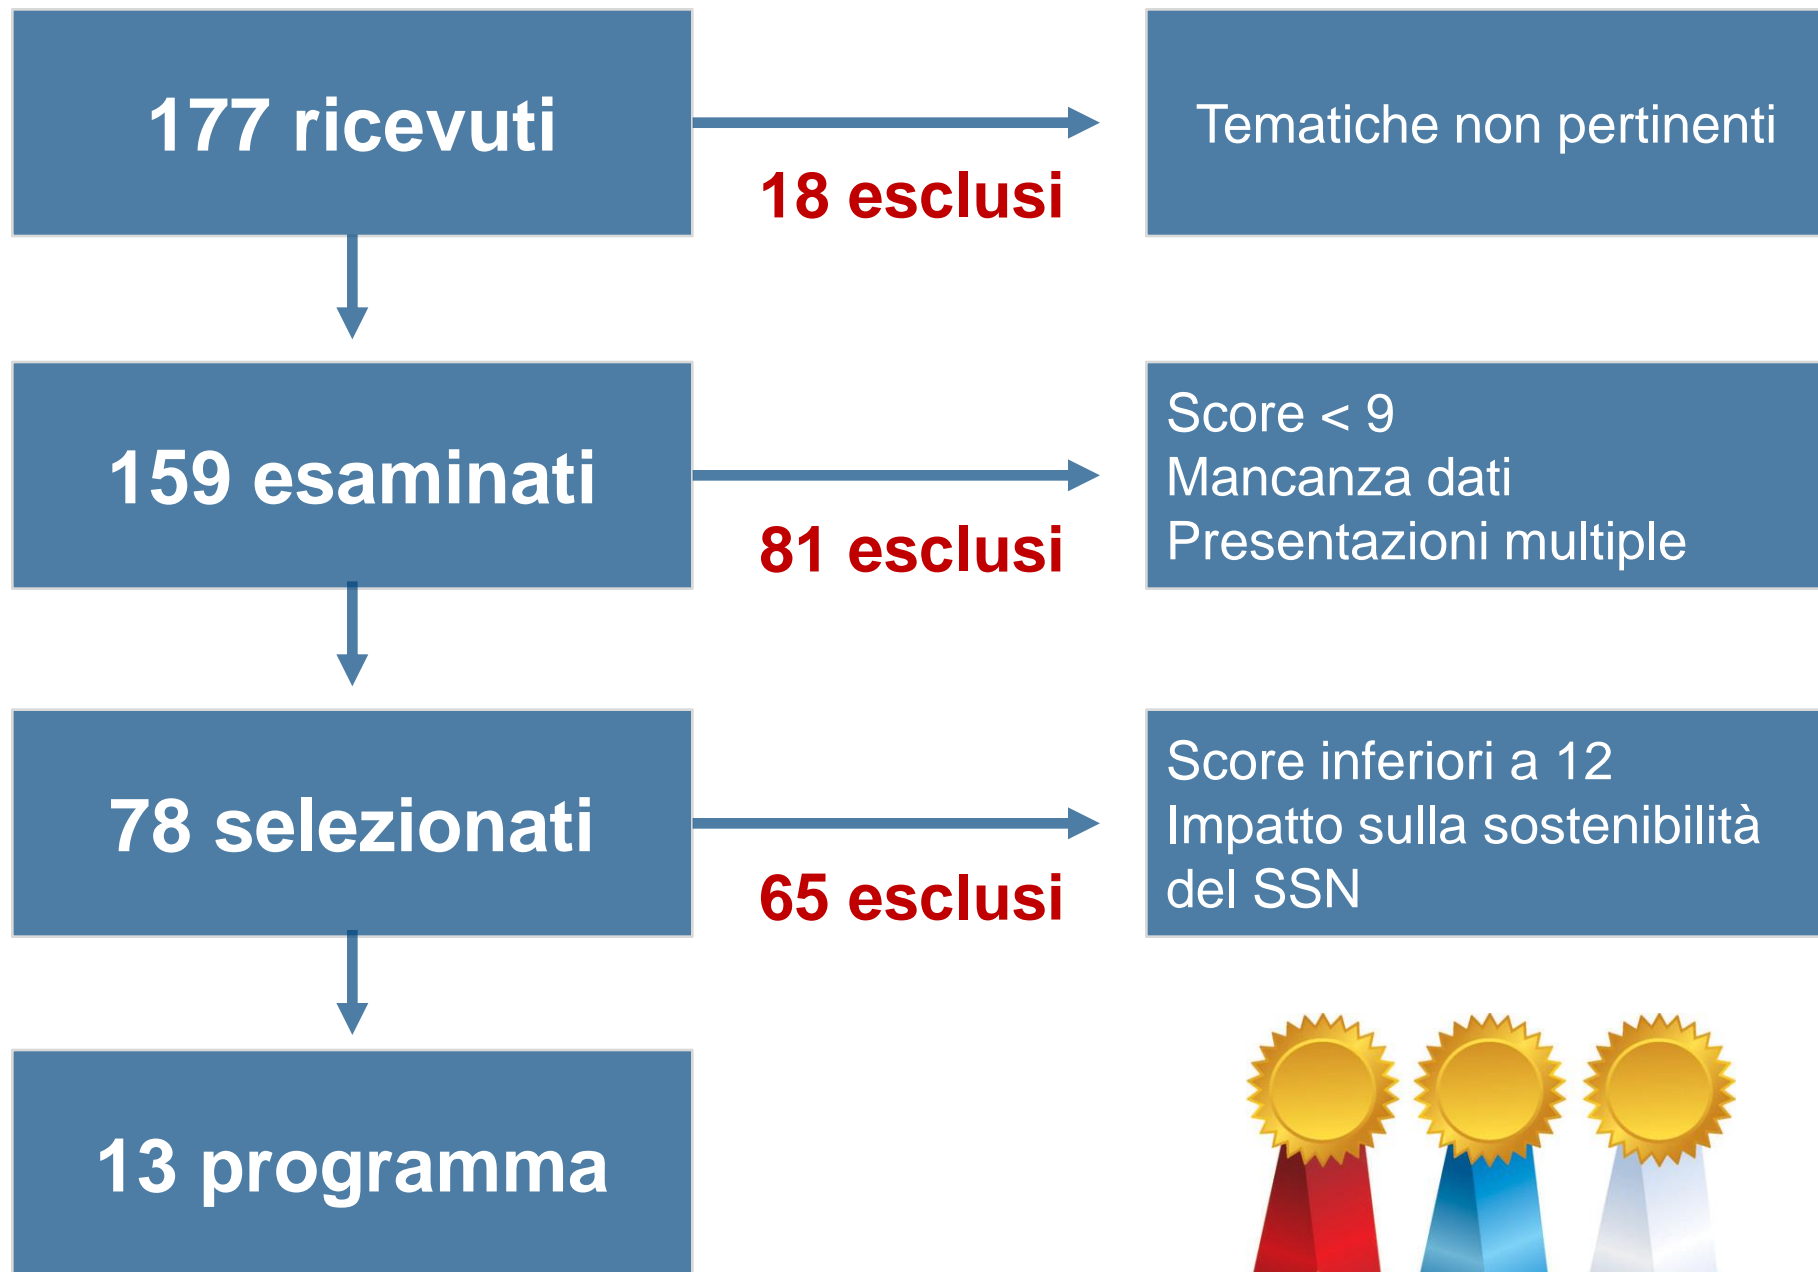 177 ricevuti
18 esclusi
Tematiche non pertinenti
159 esaminati
81 esclusi
Score < 9
Mancanza dati
Presentazioni multiple
78 selezionati
65 esclusi
Score inferiori a 12
Impatto sulla sostenibilità
del SSN
13 programma